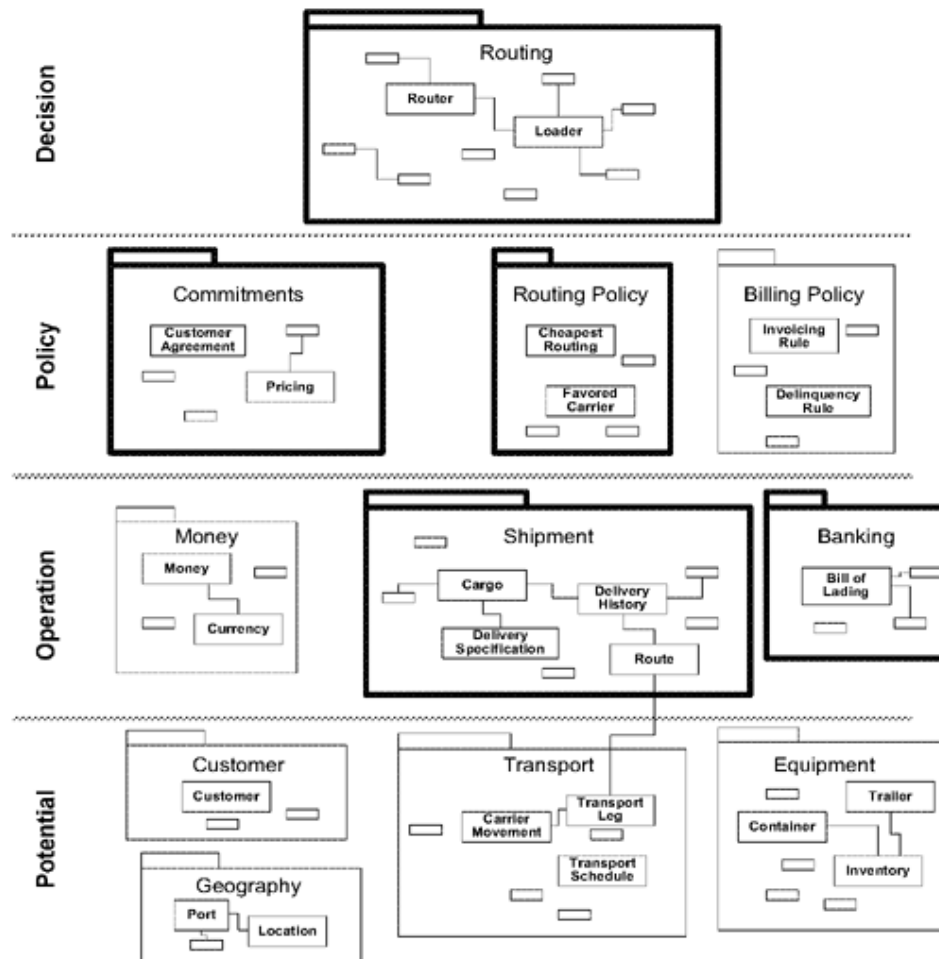 Decision
Routing
Router
Loader
Policy
Commitments
Customer
Agreement
Pricing
Routing Policy
Cheapest
Routing
Favored
Carrier
Billing Policy
Invoicing
Rule
Delinquency
Rule
Operation
Money
Money
Currency
Shipment
Cargo
Delivery
History
Delivery
Specification
Route
Banking
Bill of
Lading
Potential
Customer
Customer
Geography
Port
Location
Transport
Carrier
Movement
Transport
Leg
Transport
Schedule
Equipment
Trailer
Container
Inventory